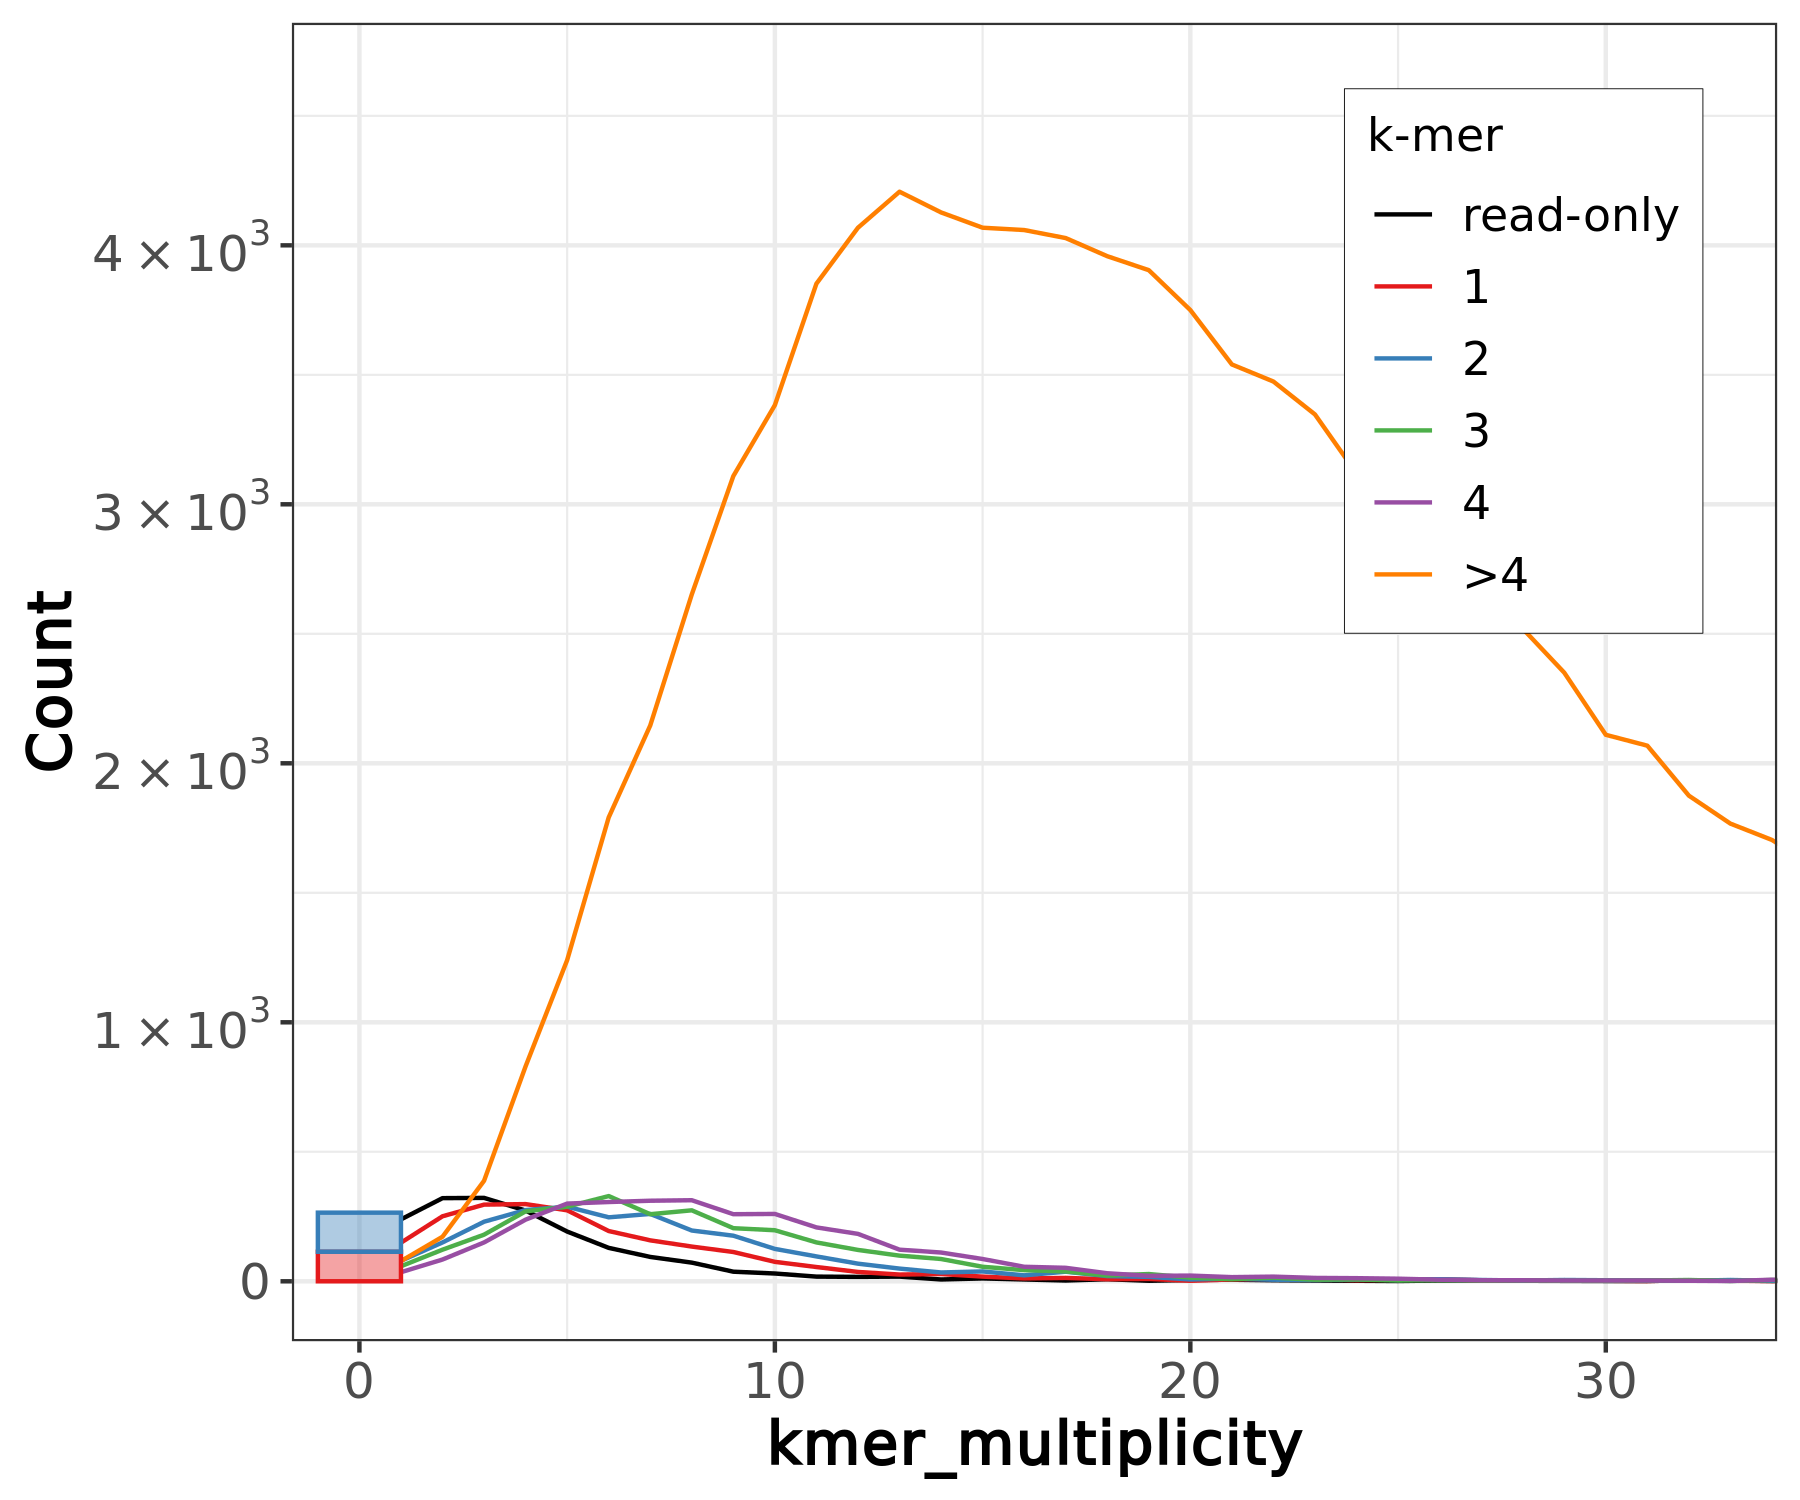 k-mer
read-only
1
2
3
4
>4
Count
4 × 10³
3 × 10³
2 × 10³
1 × 10³
0
0 10 20 30
kmer_multiplicity